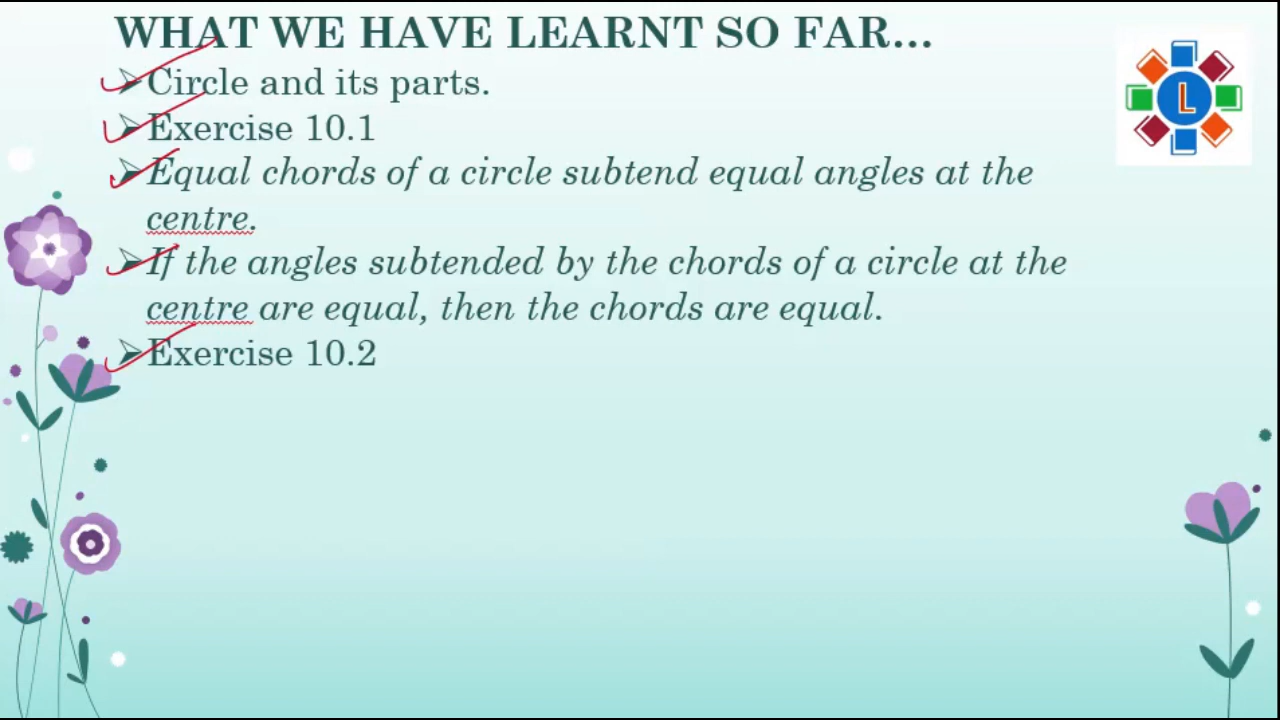 WHAT WE HAVE LEARNT SO FAR...
➢Circle and its parts.
➢Exercise 10.1
➢Equal chords of a circle subtend equal angles at the
centre.
➢If the angles subtended by the chords of a circle at the
centre are equal, then the chords are equal.
➢Exercise 10.2
L